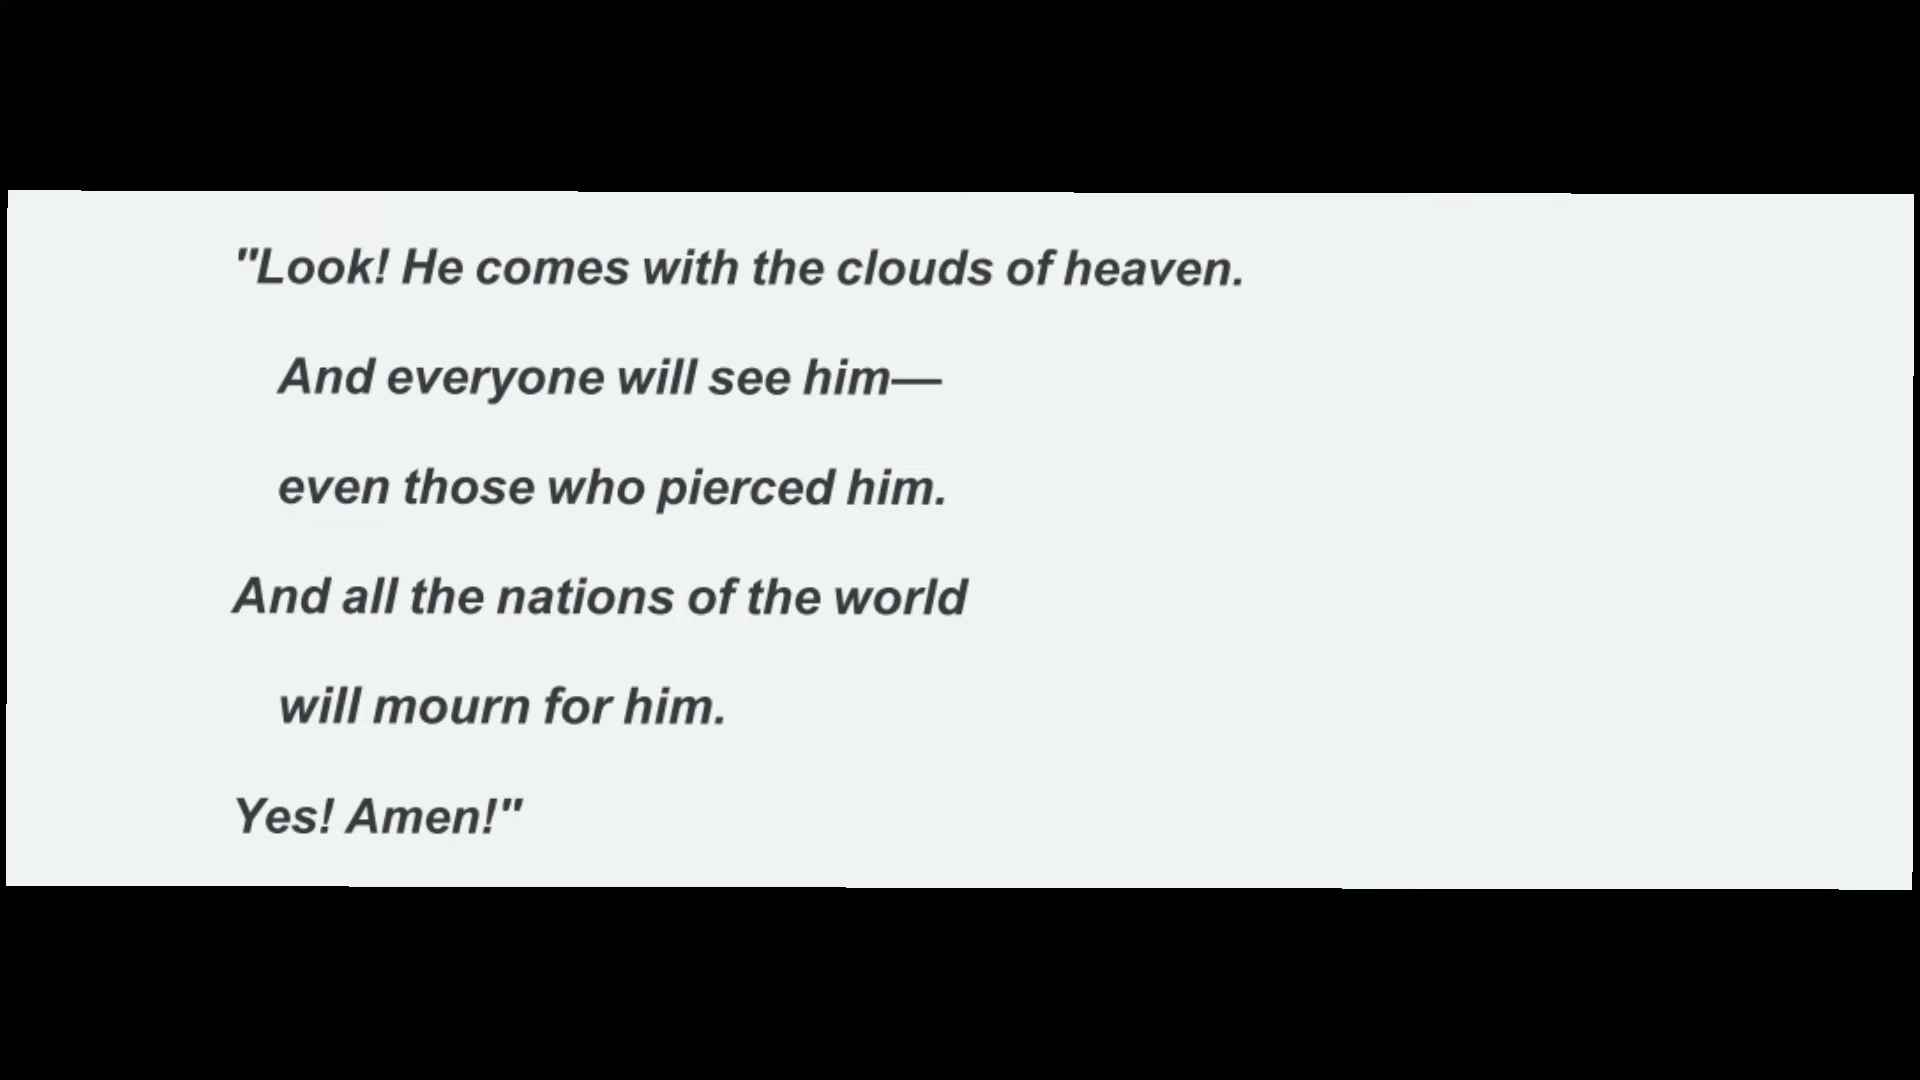 "Look! He comes with the clouds of heaven.
And everyone will see him—
even those who pierced him.
And all the nations of the world
will mourn for him.
Yes! Amen!"